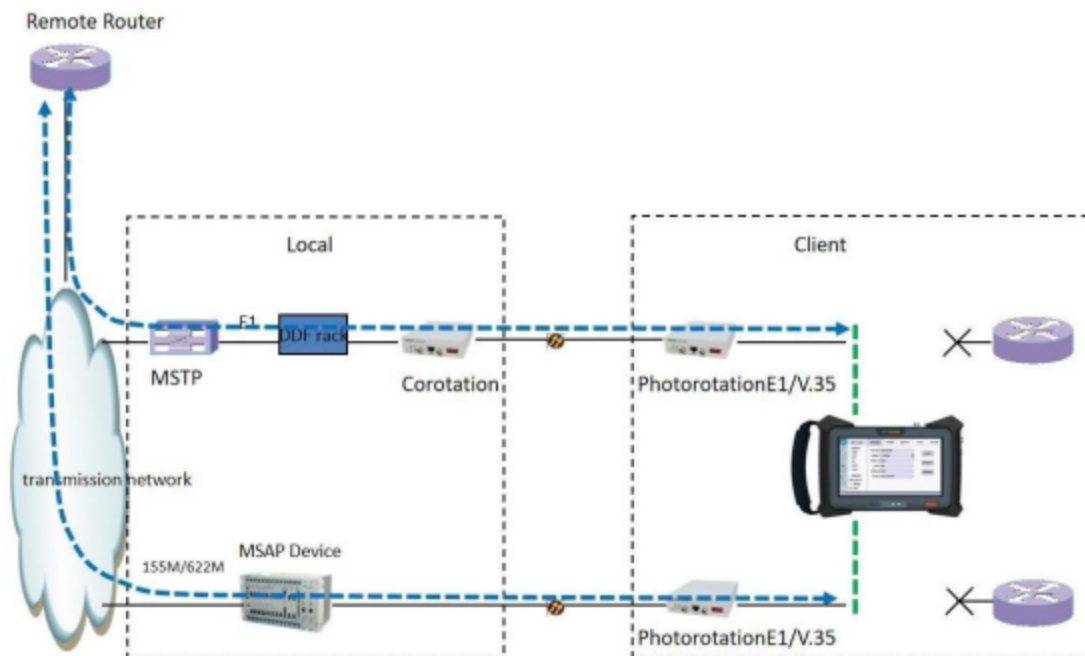 Remote Router
Local
Client
E1
DDF rack
MSTP
Corotation
PhotorotationE1/V.35
transmission network
MSAP Device
155M/622M
PhotorotationE1/V.35